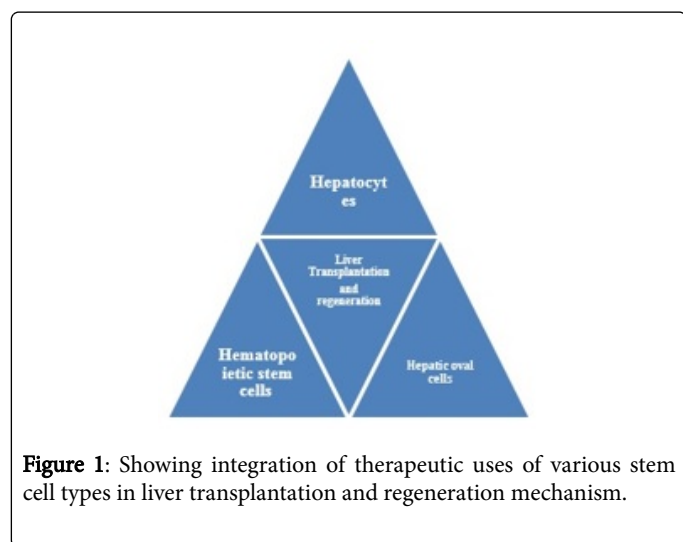 Hepatocyt
es
Liver
Transplantation
and
regeneration
Hematopo
ietic stem
cells
Hepatic oval
cells
Figure 1: Showing integration of therapeutic uses of various stem
cell types in liver transplantation and regeneration mechanism.